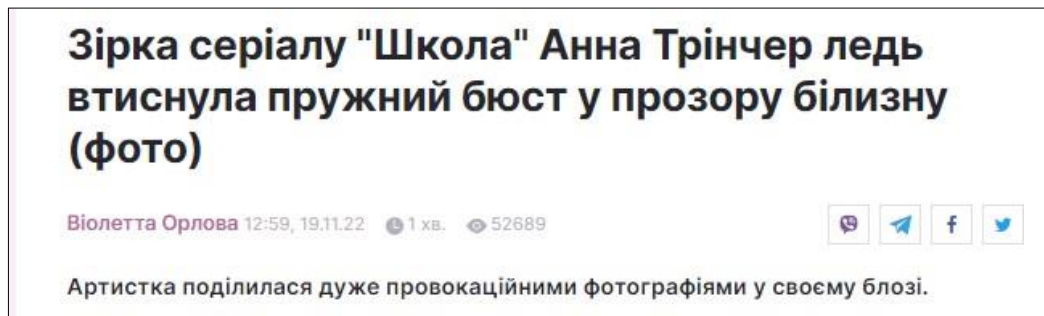 Зірка серіалу "Школа" Анна Трінчер ледь
втиснула пружний бюст у прозору білизну
(фото)
Віолетта Орлова 12:59, 19.11.22 1 хв. 52689
Артистка поділилася дуже провокаційними фотографіями у своєму блозі.